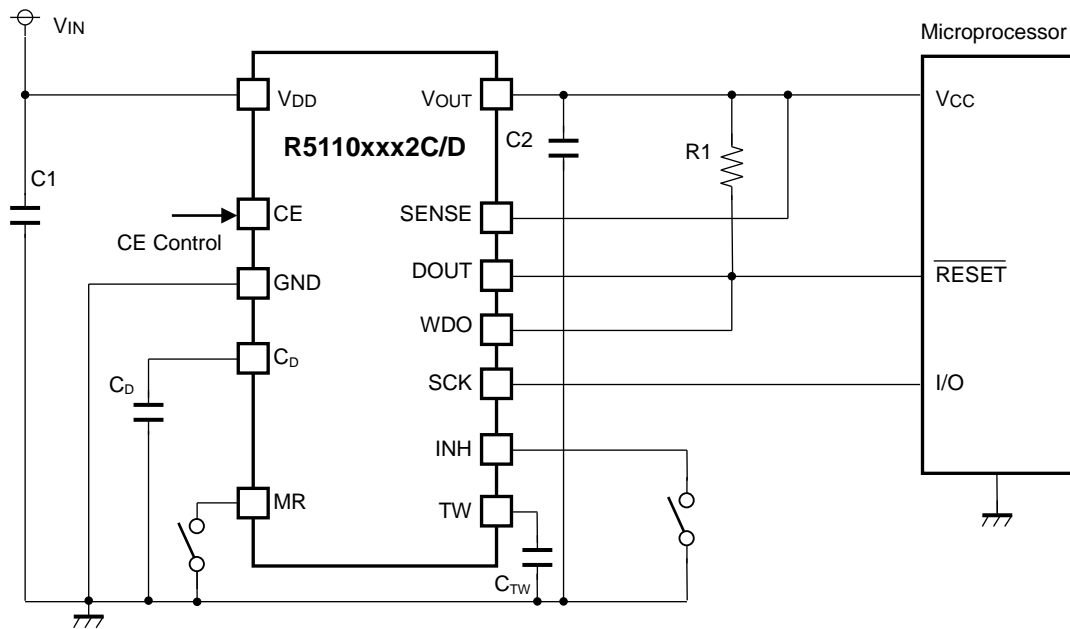 VIN
Microprocessor
VDD
VOUT
VCC
R5110xxx2C/D
C2
R1
C1
CE
SENSE
CE Control
DOUT
RESET
GND
WDO
CD
CD
SCK
I/O
INH
MR
TW
CTW